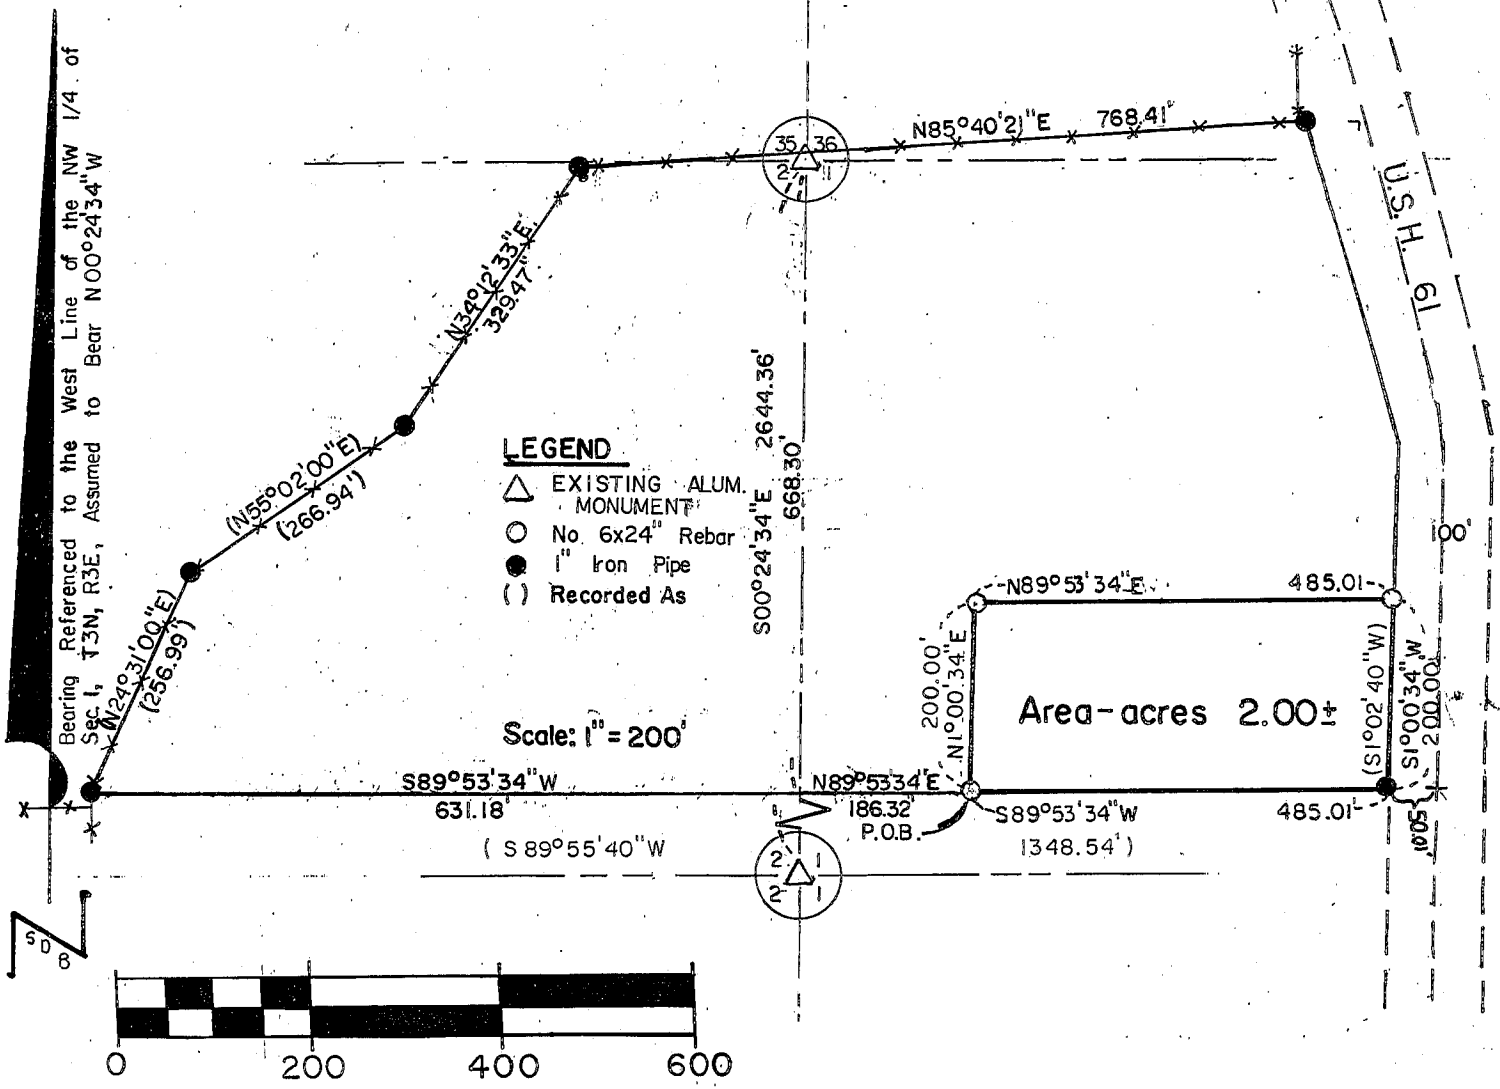 Bearing Referenced to the West Line of the NW 1/4 of
Sec. 1, T3N, R3E, Assumed to Bear N00°24'34"W
35 36
2 1
N85°40'21"E 768.41'
U.S.H. 61
N34°12'33"E
329.47'
(N55°02'00"E)
(266.94')
(N24°31'00"E)
(256.99')
LEGEND
EXISTING ALUM.
MONUMENT
No. 6x24" Rebar
1" Iron Pipe
( ) Recorded As
S00°24'34"E 2644.36'
668.30'
100'
N89°53'34"E 485.01'
200.00'
N1°00'34"E
Area-acres 2.00±
(S1°02'40"W)
S1°00'34"W
200.00'
Scale: 1" = 200'
S89°53'34"W
631.18'
N89°53'34"E
186.32'
P.O.B.
S89°53'34"W
485.01'
50.01'
( S89°55'40"W 1348.54' )
2 1
2 1
S D B
0 200 400 600